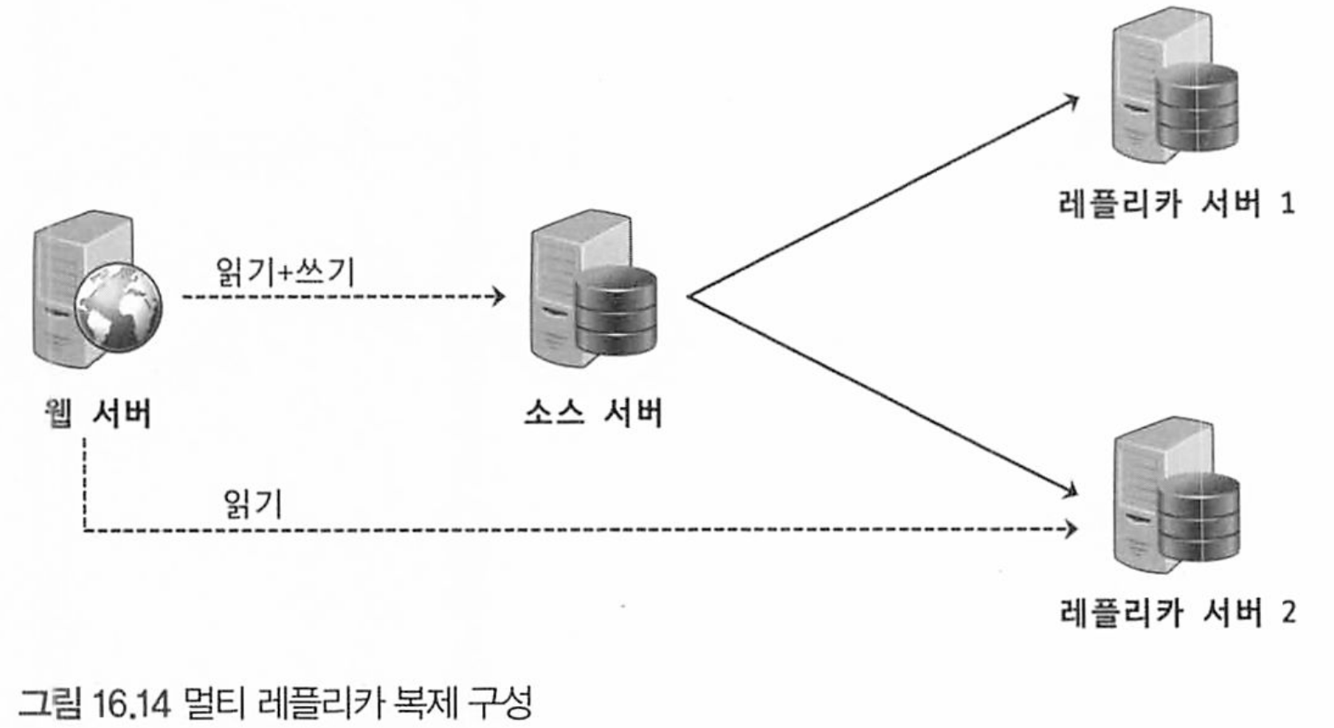 레플리카 서버 1
읽기+쓰기
웹 서버
소스 서버
읽기
레플리카 서버 2
그림 16.14 멀티 레플리카 복제 구성